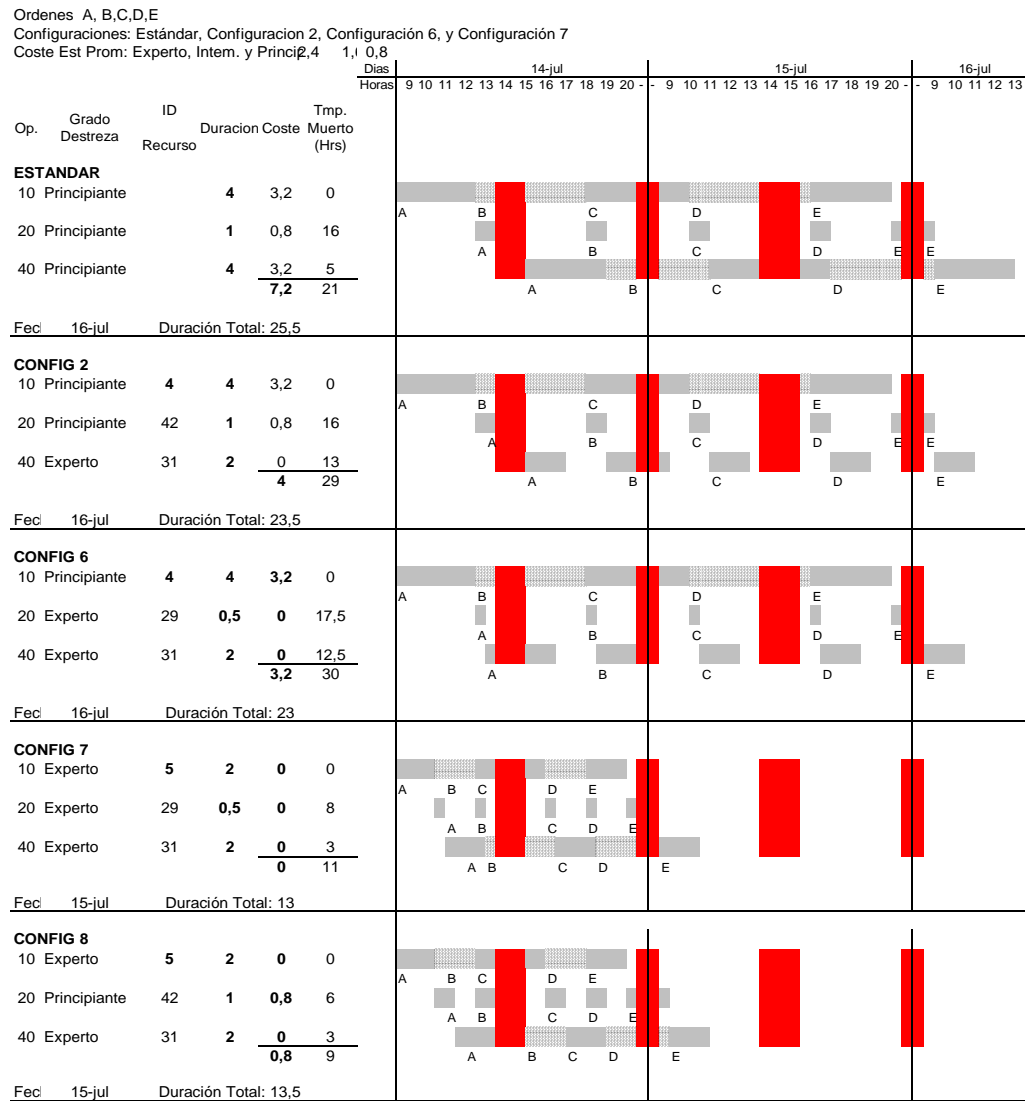 Ordenes A, B,C,D,E
Configuraciones: Estándar, Configuracion 2, Configuración 6, y Configuración 7
Coste Est Prom: Experto, Intem. y Princip 2,4 1,( 0,8
Dias 14-jul 15-jul 16-jul
Horas 9 10 11 12 13 14 15 16 17 18 19 20 - - 9 10 11 12 13 14 15 16 17 18 19 20 - - 9 10 11 12 13
Op. Grado Destreza ID Recurso Duracion Coste Tmp. Muerto (Hrs)
ESTANDAR
10 Principiante 4 3,2 0
A B C D E
20 Principiante 1 0,8 16
A B C D E E
40 Principiante 4 3,2 5
7,2 21
A B C D E
Fecl 16-jul Duración Total: 25,5
CONFIG 2
10 Principiante 4 4 3,2 0
A B C D E
20 Principiante 42 1 0,8 16
A B C D E E
40 Experto 31 2 0 13
4 29
A B C D E
Fecl 16-jul Duración Total: 23,5
CONFIG 6
10 Principiante 4 4 3,2 0
A B C D E
20 Experto 29 0,5 0 17,5
A B C D E
40 Experto 31 2 0 12,5
3,2 30
A B C D E
Fecl 16-jul Duración Total: 23
CONFIG 7
10 Experto 5 2 0 0
A B C D E
20 Experto 29 0,5 0 8
A B C D E
40 Experto 31 2 0 3
0 11
A B C D E
Fecl 15-jul Duración Total: 13
CONFIG 8
10 Experto 5 2 0 0
A B C D E
20 Principiante 42 1 0,8 6
A B C D E
40 Experto 31 2 0 3
0,8 9
A B C D E
Fecl 15-jul Duración Total: 13,5